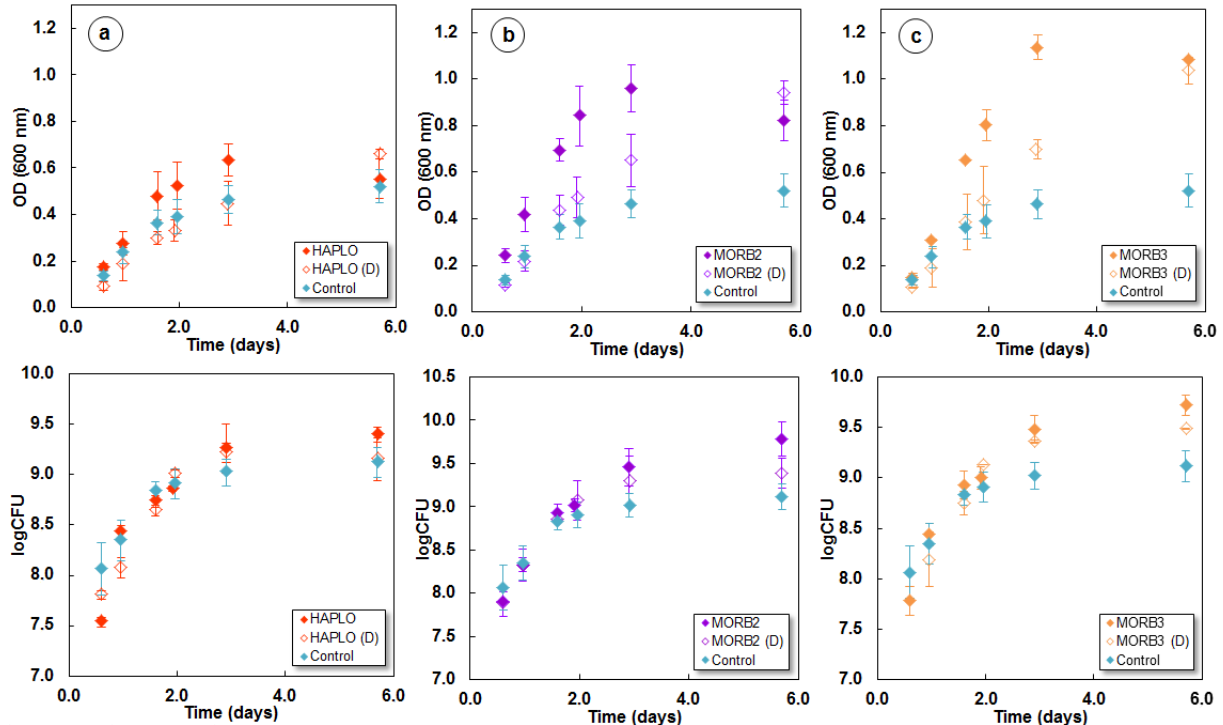 a
1.2
1.0
0.8
0.6
0.4
0.2
0.0
OD (600 nm)
0.0 2.0 4.0 6.0
Time (days)
HAPLO
HAPLO (D)
Control
b
1.2
1.0
0.8
0.6
0.4
0.2
0.0
OD (600 nm)
0.0 2.0 4.0 6.0
Time (days)
MORB2
MORB2 (D)
Control
c
1.2
1.0
0.8
0.6
0.4
0.2
0.0
OD (600 nm)
0.0 2.0 4.0 6.0
Time (days)
MORB3
MORB3 (D)
Control
10.0
9.5
9.0
8.5
8.0
7.5
7.0
logCFU
0.0 2.0 4.0 6.0
Time (days)
HAPLO
HAPLO (D)
Control
10.5
10.0
9.5
9.0
8.5
8.0
7.5
7.0
logCFU
0.0 2.0 4.0 6.0
Time (days)
MORB2
MORB2 (D)
Control
10.0
9.5
9.0
8.5
8.0
7.5
7.0
logCFU
0.0 2.0 4.0 6.0
Time (days)
MORB3
MORB3 (D)
Control